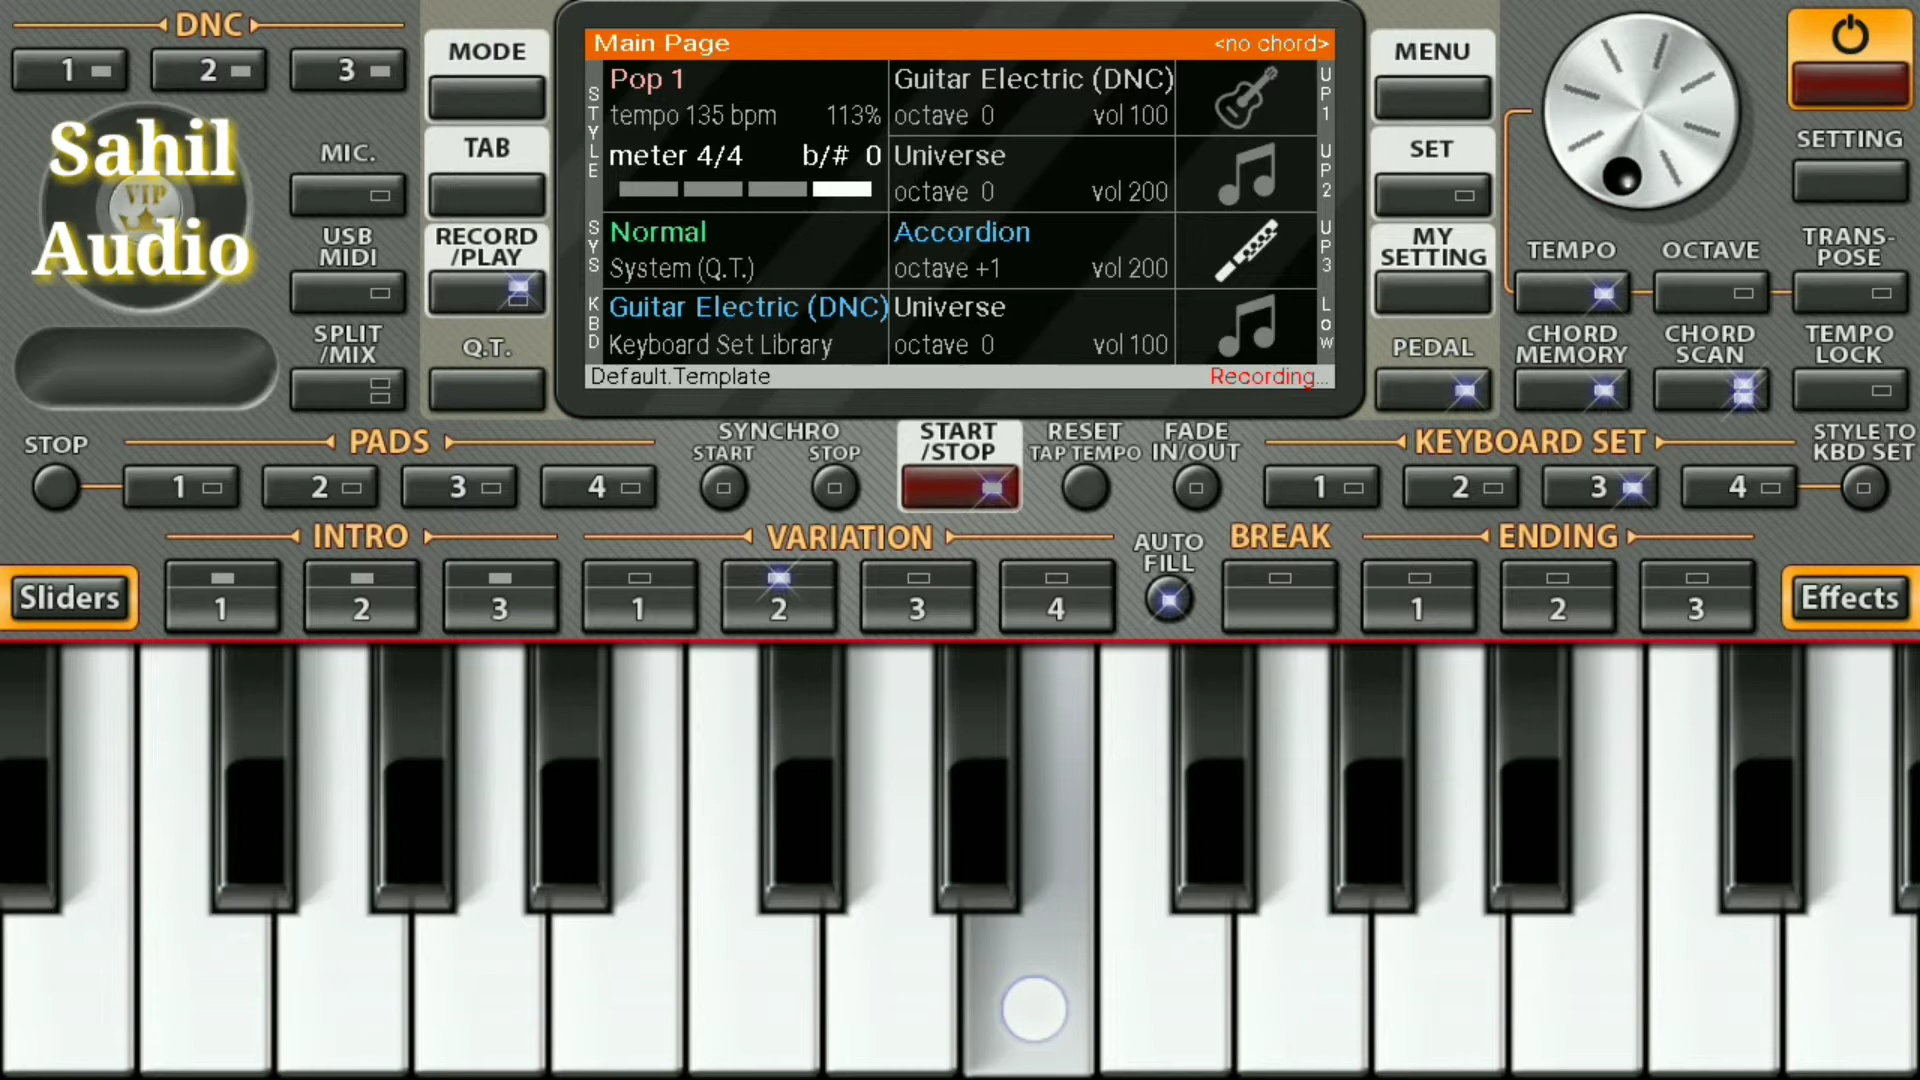 DNC
1 2 3
Sahil
VIP
Audio
MIC.
USB
MIDI
SPLIT
/MIX
MODE
TAB
RECORD
/PLAY
Q.T.
Main Page <no chord>
STYLE
Pop 1
tempo 135 bpm 113%
meter 4/4 b/# 0
SYS
Normal
System (Q.T.)
KBD
Guitar Electric (DNC)
Keyboard Set Library
Guitar Electric (DNC)
octave 0 vol 100
UP1
Universe
octave 0 vol 200
UP2
Accordion
octave +1 vol 200
UP3
Universe
octave 0 vol 100
LOW
Default.Template Recording...
MENU
SET
MY
SETTING
PEDAL
SETTING
TEMPO
OCTAVE
TRANS-
POSE
CHORD
MEMORY
CHORD
SCAN
TEMPO
LOCK
STOP
PADS
1 2 3 4
SYNCHRO
START STOP
START
/STOP
RESET
TAP TEMPO
FADE
IN/OUT
KEYBOARD SET
1 2 3 4
STYLE TO
KBD SET
Sliders
INTRO
1 2 3
VARIATION
1 2 3 4
AUTO
FILL
BREAK
ENDING
1 2 3
Effects